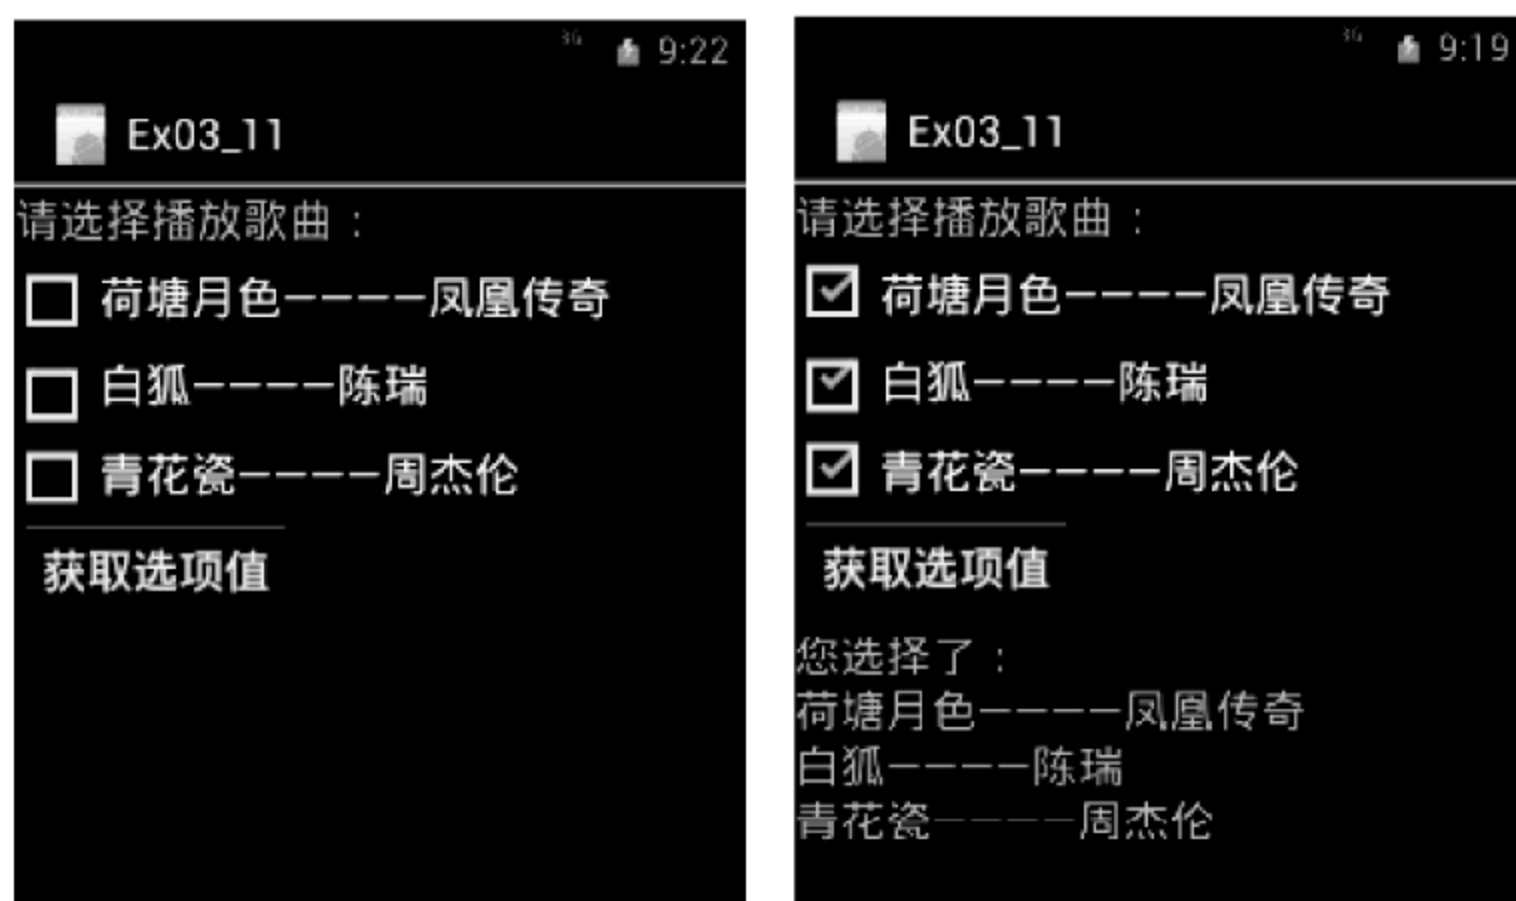 3G 9:22
Ex03_11
请选择播放歌曲：
荷塘月色————凤凰传奇
白狐————陈瑞
青花瓷————周杰伦
获取选项值
3G 9:19
Ex03_11
请选择播放歌曲：
荷塘月色————凤凰传奇
白狐————陈瑞
青花瓷————周杰伦
获取选项值
您选择了：
荷塘月色————凤凰传奇
白狐————陈瑞
青花瓷————周杰伦